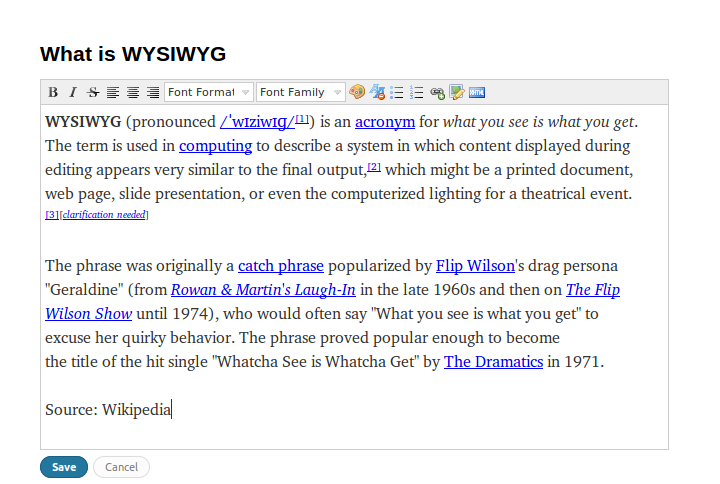 What is WYSIWYG
B I S Font Format Font Family HTML
WYSIWYG (pronounced /ˈwɪziwɪɡ/[1]) is an acronym for what you see is what you get.
The term is used in computing to describe a system in which content displayed during
editing appears very similar to the final output,[2] which might be a printed document,
web page, slide presentation, or even the computerized lighting for a theatrical event.
[3][clarification needed]
The phrase was originally a catch phrase popularized by Flip Wilson's drag persona
"Geraldine" (from Rowan & Martin's Laugh-In in the late 1960s and then on The Flip
Wilson Show until 1974), who would often say "What you see is what you get" to
excuse her quirky behavior. The phrase proved popular enough to become
the title of the hit single "Whatcha See is Whatcha Get" by The Dramatics in 1971.
Source: Wikipedia
Save Cancel